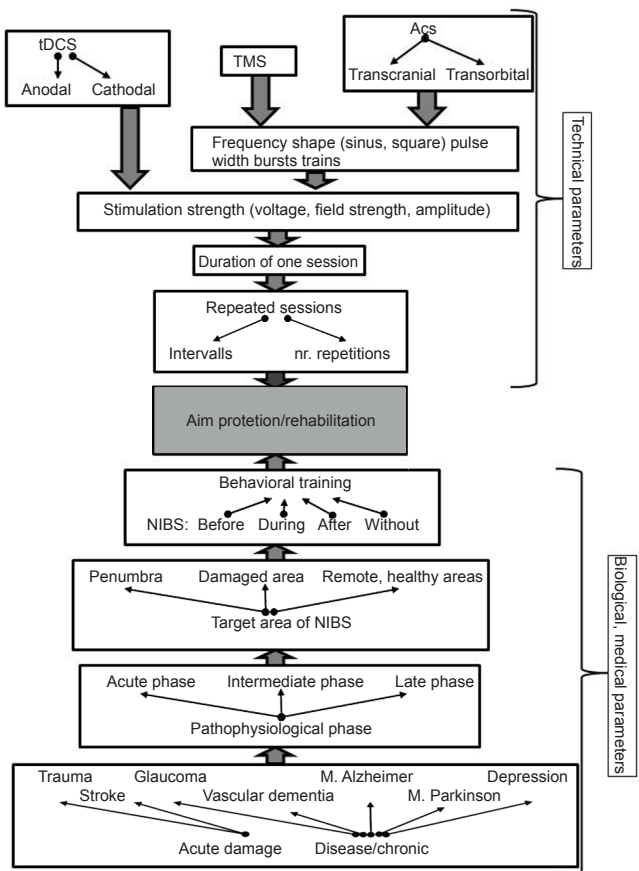 tDCS
Anodal Cathodal
TMS
Acs
Transcranial Transorbital
Frequency shape (sinus, square) pulse
width bursts trains
Stimulation strength (voltage, field strength, amplitude)
Duration of one session
Repeated sessions
Intervalls nr. repetitions
Technical parameters
Aim protetion/rehabilitation
Behavioral training
NIBS: Before During After Without
Penumbra Damaged area Remote, healthy areas
Target area of NIBS
Acute phase Intermediate phase Late phase
Pathophysiological phase
Trauma Glaucoma M. Alzheimer Depression
Stroke Vascular dementia M. Parkinson
Acute damage Disease/chronic
Biological, medical parameters